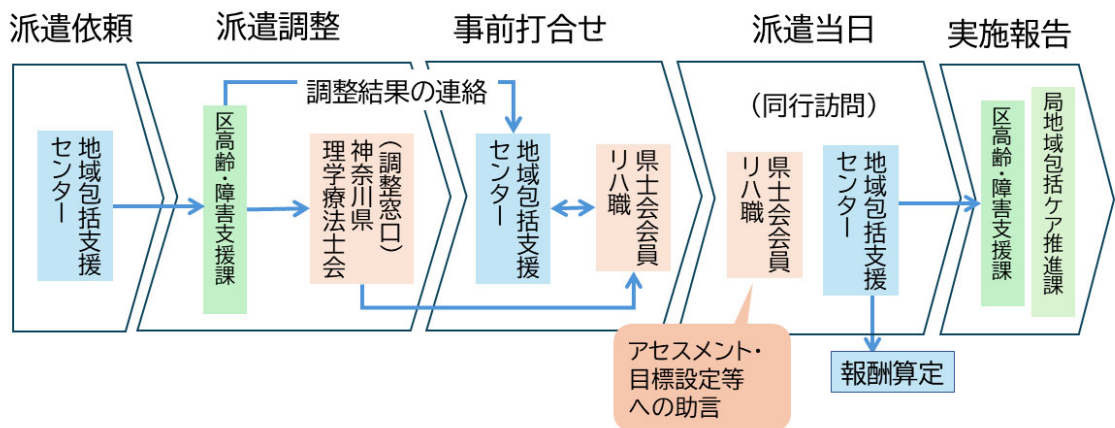 派遣依頼
派遣調整
事前打合せ
派遣当日
実施報告
地域包括支援
センター
区高齢・障害支援課
調整結果の連絡
（調整窓口）
神奈川県
理学療法士会
地域包括支援
センター
県士会会員
リハ職
（同行訪問）
県士会会員
リハ職
地域包括支援
センター
アセスメント・
目標設定等
への助言
報酬算定
区高齢・障害支援課
局地域包括ケア推進課